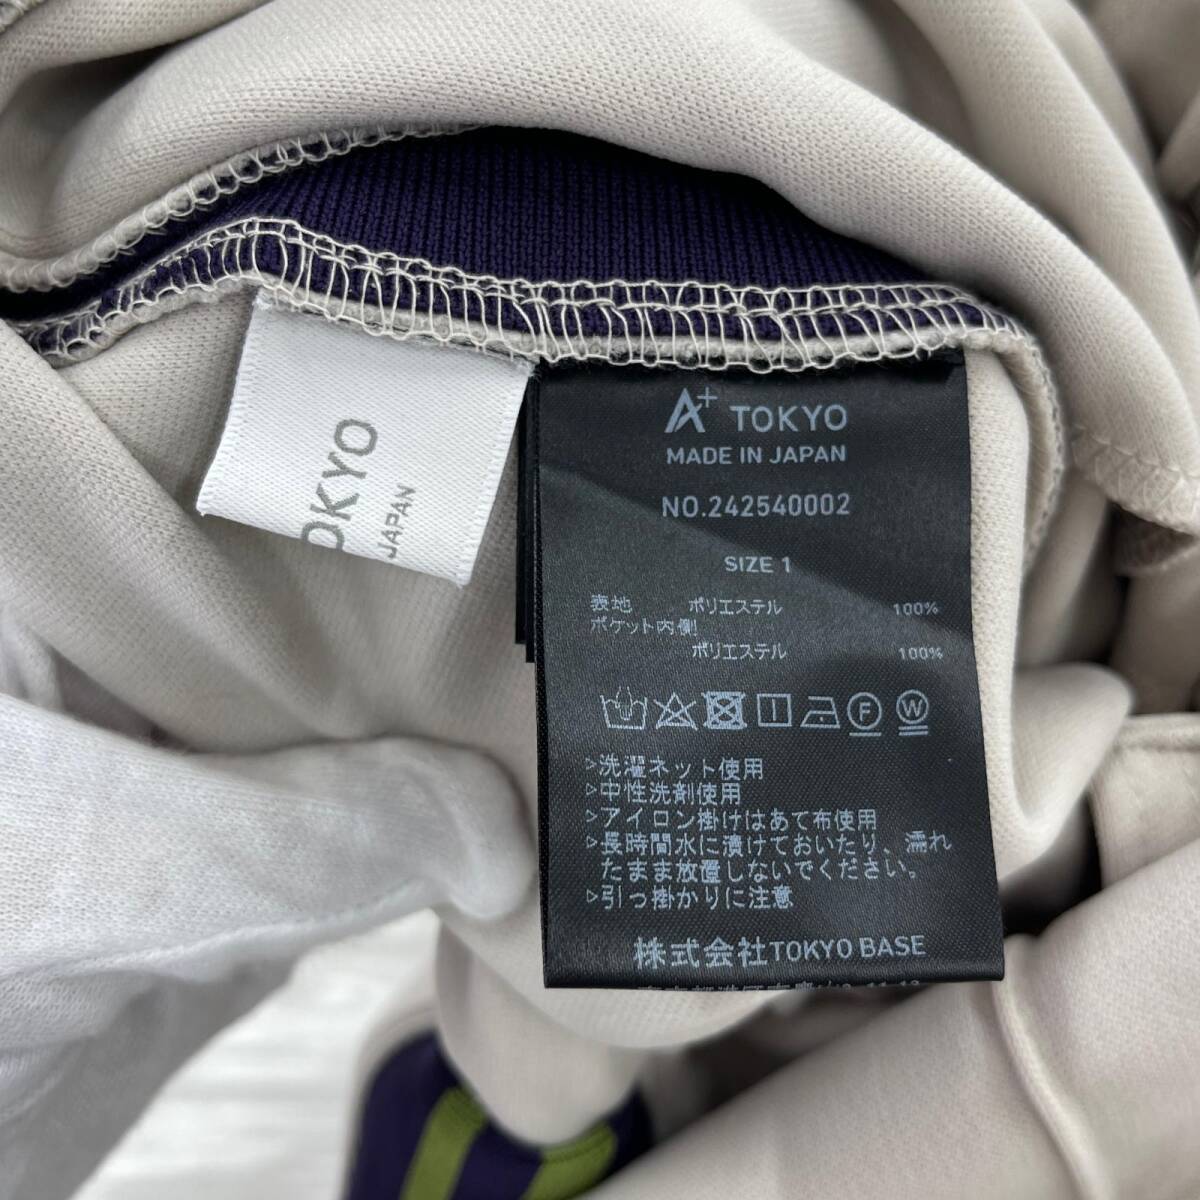 A+ TOKYO
MADE IN JAPAN
NO.242540002
SIZE 1
表地 ポリエステル 100%
ポケット内側
ポリエステル 100%
F W
>洗濯ネット使用
>中性洗剤使用
>アイロン掛けはあて布使用
>長時間水に漬けておいたり、濡れ
たまま放置しないでください。
>引っ掛かりに注意
株式会社TOKYO BASE
OKYO
JAPAN